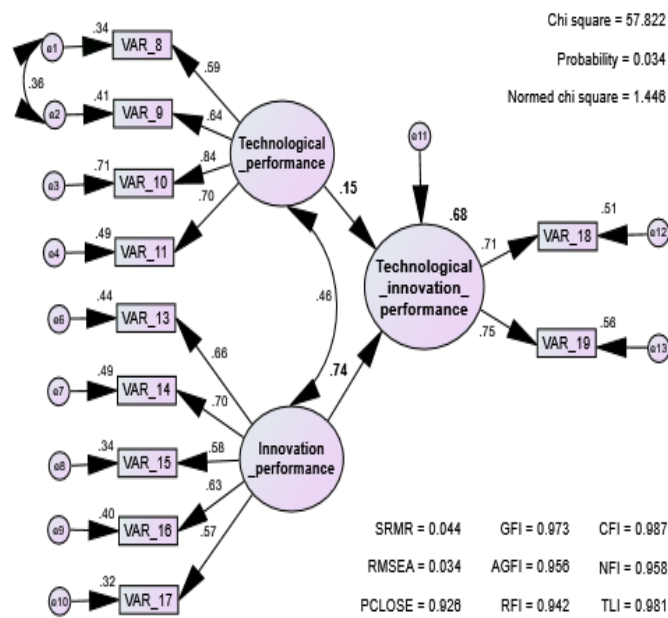 Chi square = 57.822
Probability = 0.034
Normed chi square = 1.446
e1
.34
VAR_8
.36
.59
e2
.41
VAR_9
.64
e3
.71
VAR_10
.84
e4
.49
VAR_11
.70
Technological
_performance
e11
.15
.68
.46
Technological
_innovation_
performance
.71
VAR_18
.51
e12
.75
VAR_19
.56
e13
e6
.44
VAR_13
.66
.74
e7
.49
VAR_14
.70
e8
.34
VAR_15
.58
Innovation
_performance
e9
.40
VAR_16
.63
.57
e10
.32
VAR_17
SRMR = 0.044 GFI = 0.973 CFI = 0.987
RMSEA = 0.034 AGFI = 0.956 NFI = 0.958
PCLOSE = 0.926 RFI = 0.942 TLI = 0.981